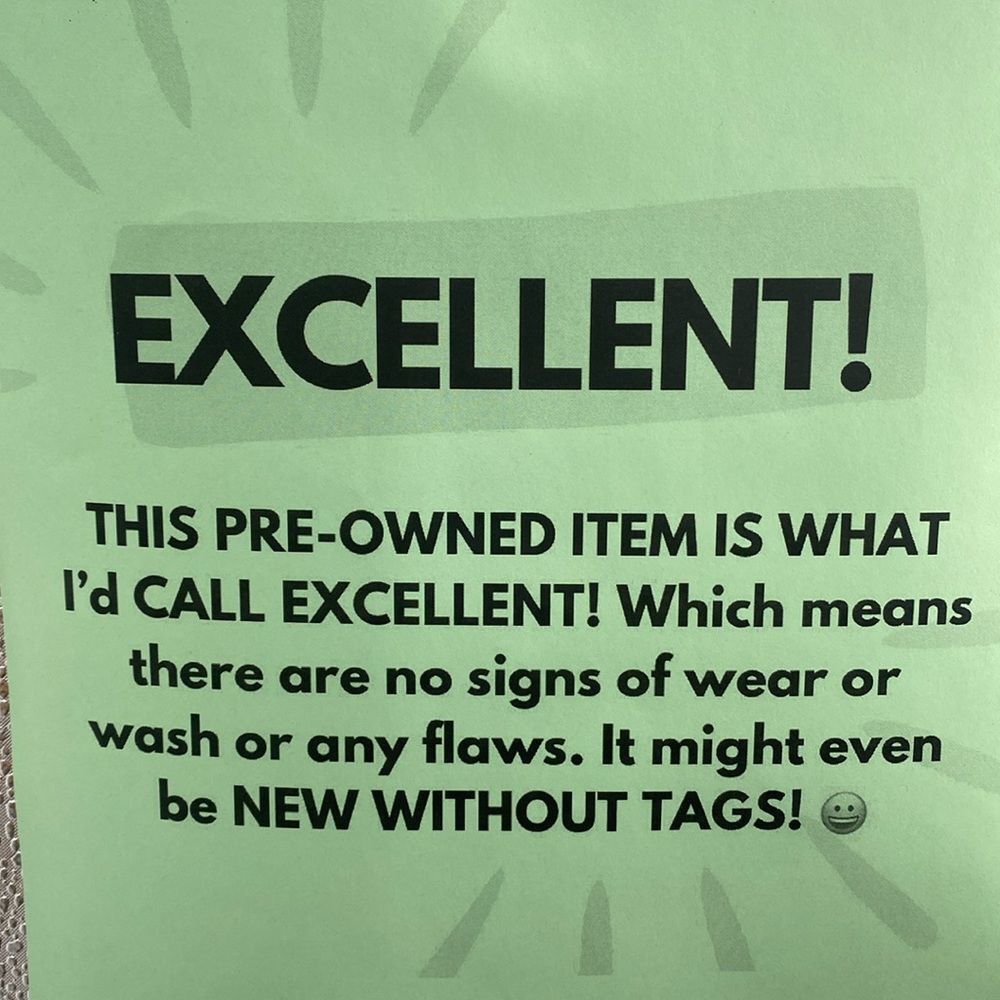 EXCELLENT!
THIS PRE-OWNED ITEM IS WHAT
I'd CALL EXCELLENT! Which means
there are no signs of wear or
wash or any flaws. It might even
be NEW WITHOUT TAGS! 😀